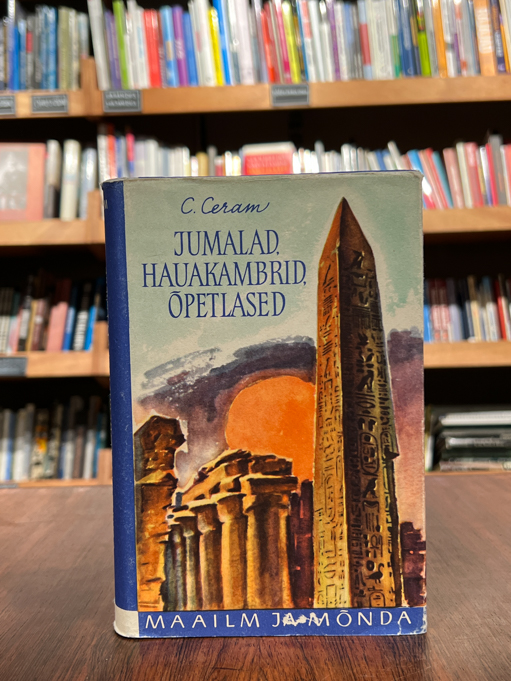 C. Ceram
JUMALAD,
HAUAKAMBRID,
ÕPETLASED
MAAILM JA MÕNDA